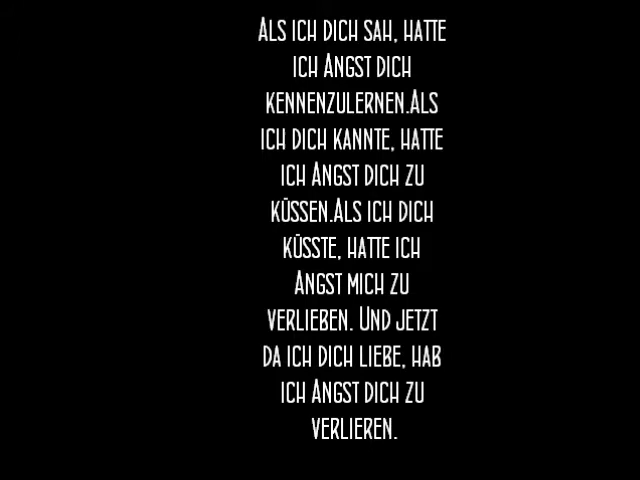 Als ich dich sah, hatte
ich Angst dich
kennenzulernen.Als
ich dich kannte, hatte
ich Angst dich zu
küssen.Als ich dich
küsste, hatte ich
Angst mich zu
verlieben. Und jetzt
da ich dich liebe, hab
ich Angst dich zu
verlieren.